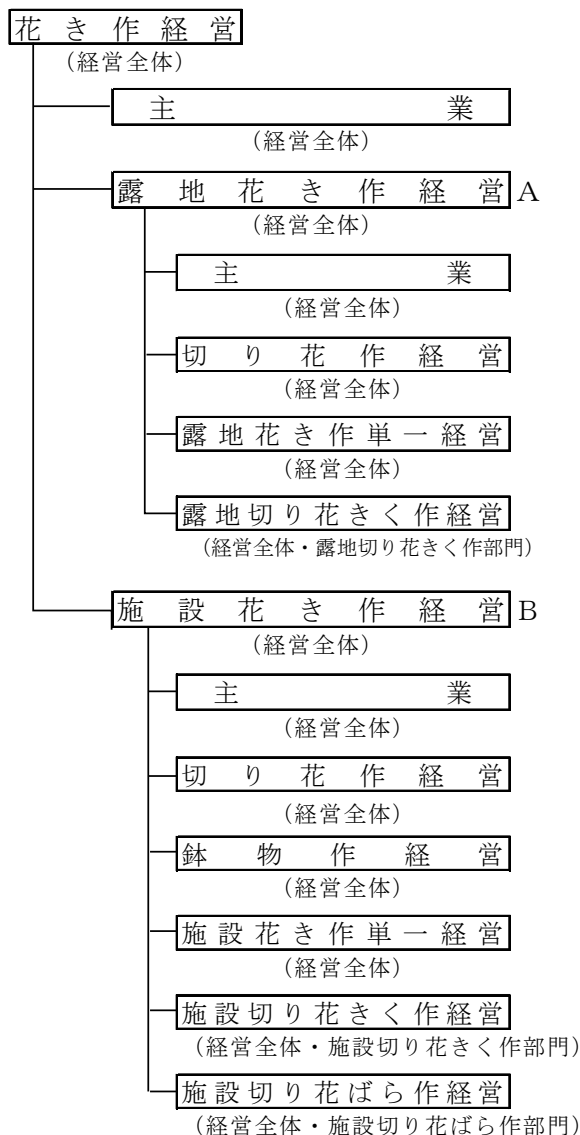 花き作経営
(経営全体)
主業
(経営全体)
露地花き作経営 A
(経営全体)
主業
(経営全体)
切り花作経営
(経営全体)
露地花き作単一経営
(経営全体)
露地切り花きく作経営
(経営全体・露地切り花きく作部門)
施設花き作経営 B
(経営全体)
主業
(経営全体)
切り花作経営
(経営全体)
鉢物作経営
(経営全体)
施設花き作単一経営
(経営全体)
施設切り花きく作経営
(経営全体・施設切り花きく作部門)
施設切り花ばら作経営
(経営全体・施設切り花ばら作部門)